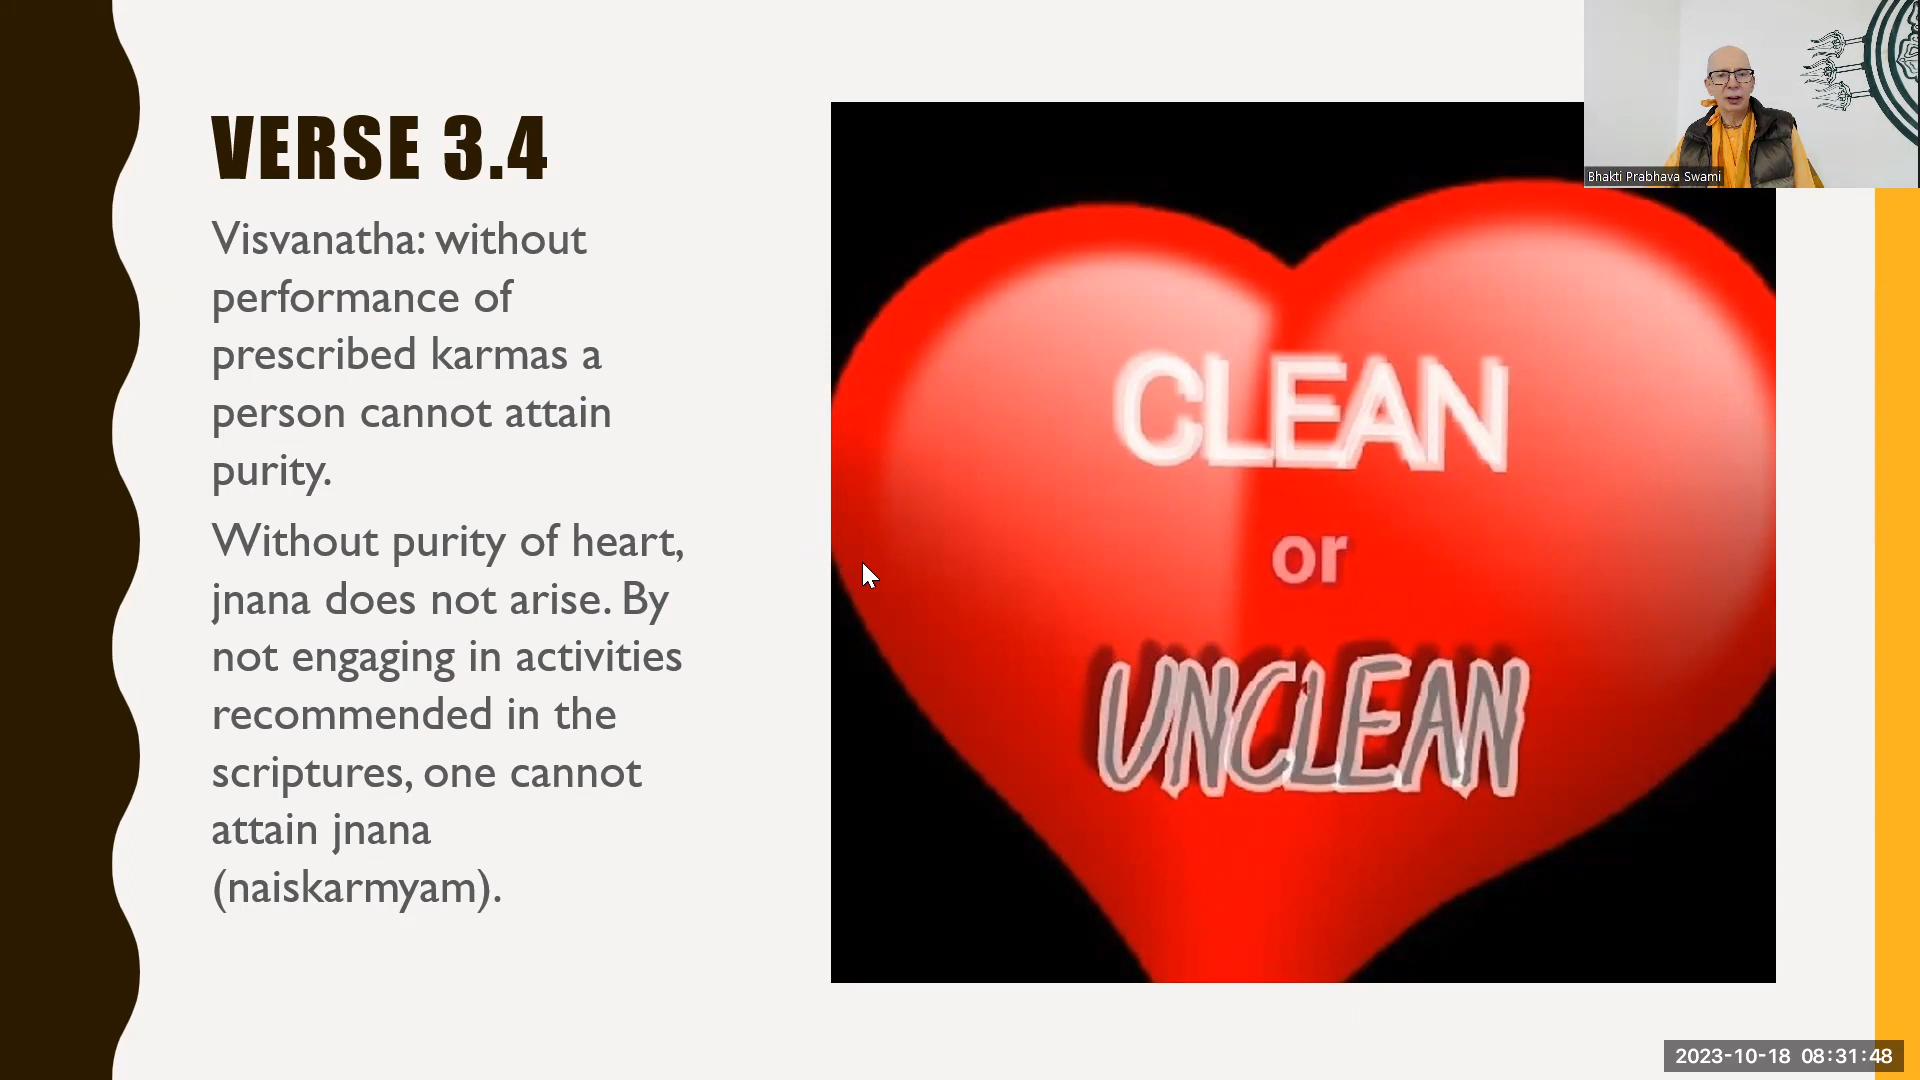 VERSE 3.4
Visvanatha: without
performance of
prescribed karmas a
person cannot attain
purity.
Without purity of heart,
jnana does not arise. By
not engaging in activities
recommended in the
scriptures, one cannot
attain jnana
(naiskarmyam).
CLEAN
or
UNCLEAN
Bhakti Prabhava Swami
2023-10-18 08:31:48